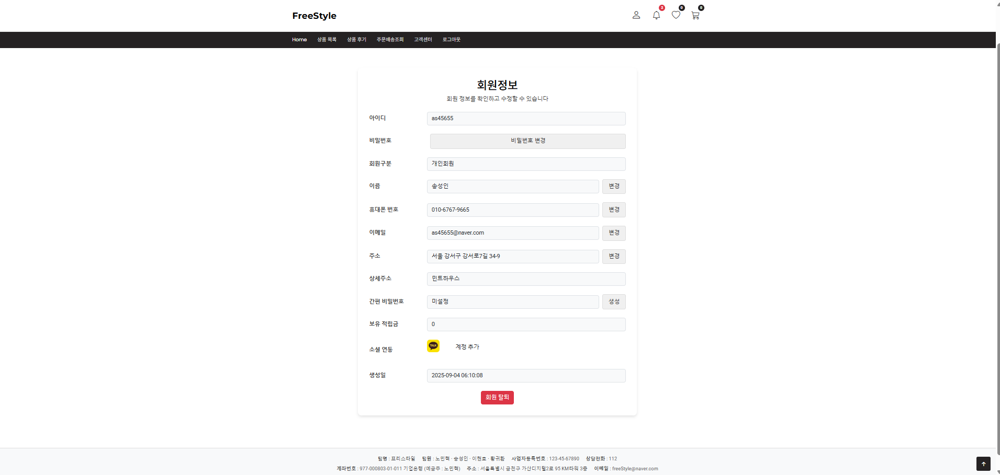 FreeStyle
2 0 0
Home 상품 목록 상품 후기 주문배송조회 고객센터 로그아웃
회원정보
회원 정보를 확인하고 수정할 수 있습니다
아이디 as45655
비밀번호 비밀번호 변경
회원구분 개인회원
이름 송성인 변경
휴대폰 번호 010-6767-9665 변경
이메일 as45655@naver.com 변경
주소 서울 강서구 강서로7길 34-9 변경
상세주소 민트하우스
간편 비밀번호 미설정 생성
보유 적립금 0
소셜 연동 TALK 계정 추가
생성일 2025-09-04 06:10:08
회원 탈퇴
팀명 : 프리스타일 팀원 : 노민혁 · 송성인 · 이현호 · 황귀환 사업자등록번호 : 123-45-67890 상담전화 : 112
계좌번호 : 977-000803-01-011 기업은행 (예금주 : 노민혁) 주소 : 서울특별시 금천구 가산디지털2로 95 KM타워 3층 이메일 : freeStyle@naver.com